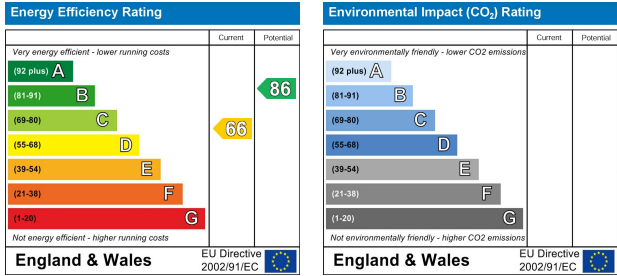 Energy Efficiency Rating
Current Potential
Very energy efficient - lower running costs
(92 plus) A
(81-91) B
(69-80) C
(55-68) D
(39-54) E
(21-38) F
(1-20) G
66
86
Not energy efficient - higher running costs
England & Wales
EU Directive
2002/91/EC
Environmental Impact (CO₂) Rating
Current Potential
Very environmentally friendly - lower CO2 emissions
(92 plus) A
(81-91) B
(69-80) C
(55-68) D
(39-54) E
(21-38) F
(1-20) G
Not environmentally friendly - higher CO2 emissions
England & Wales
EU Directive
2002/91/EC